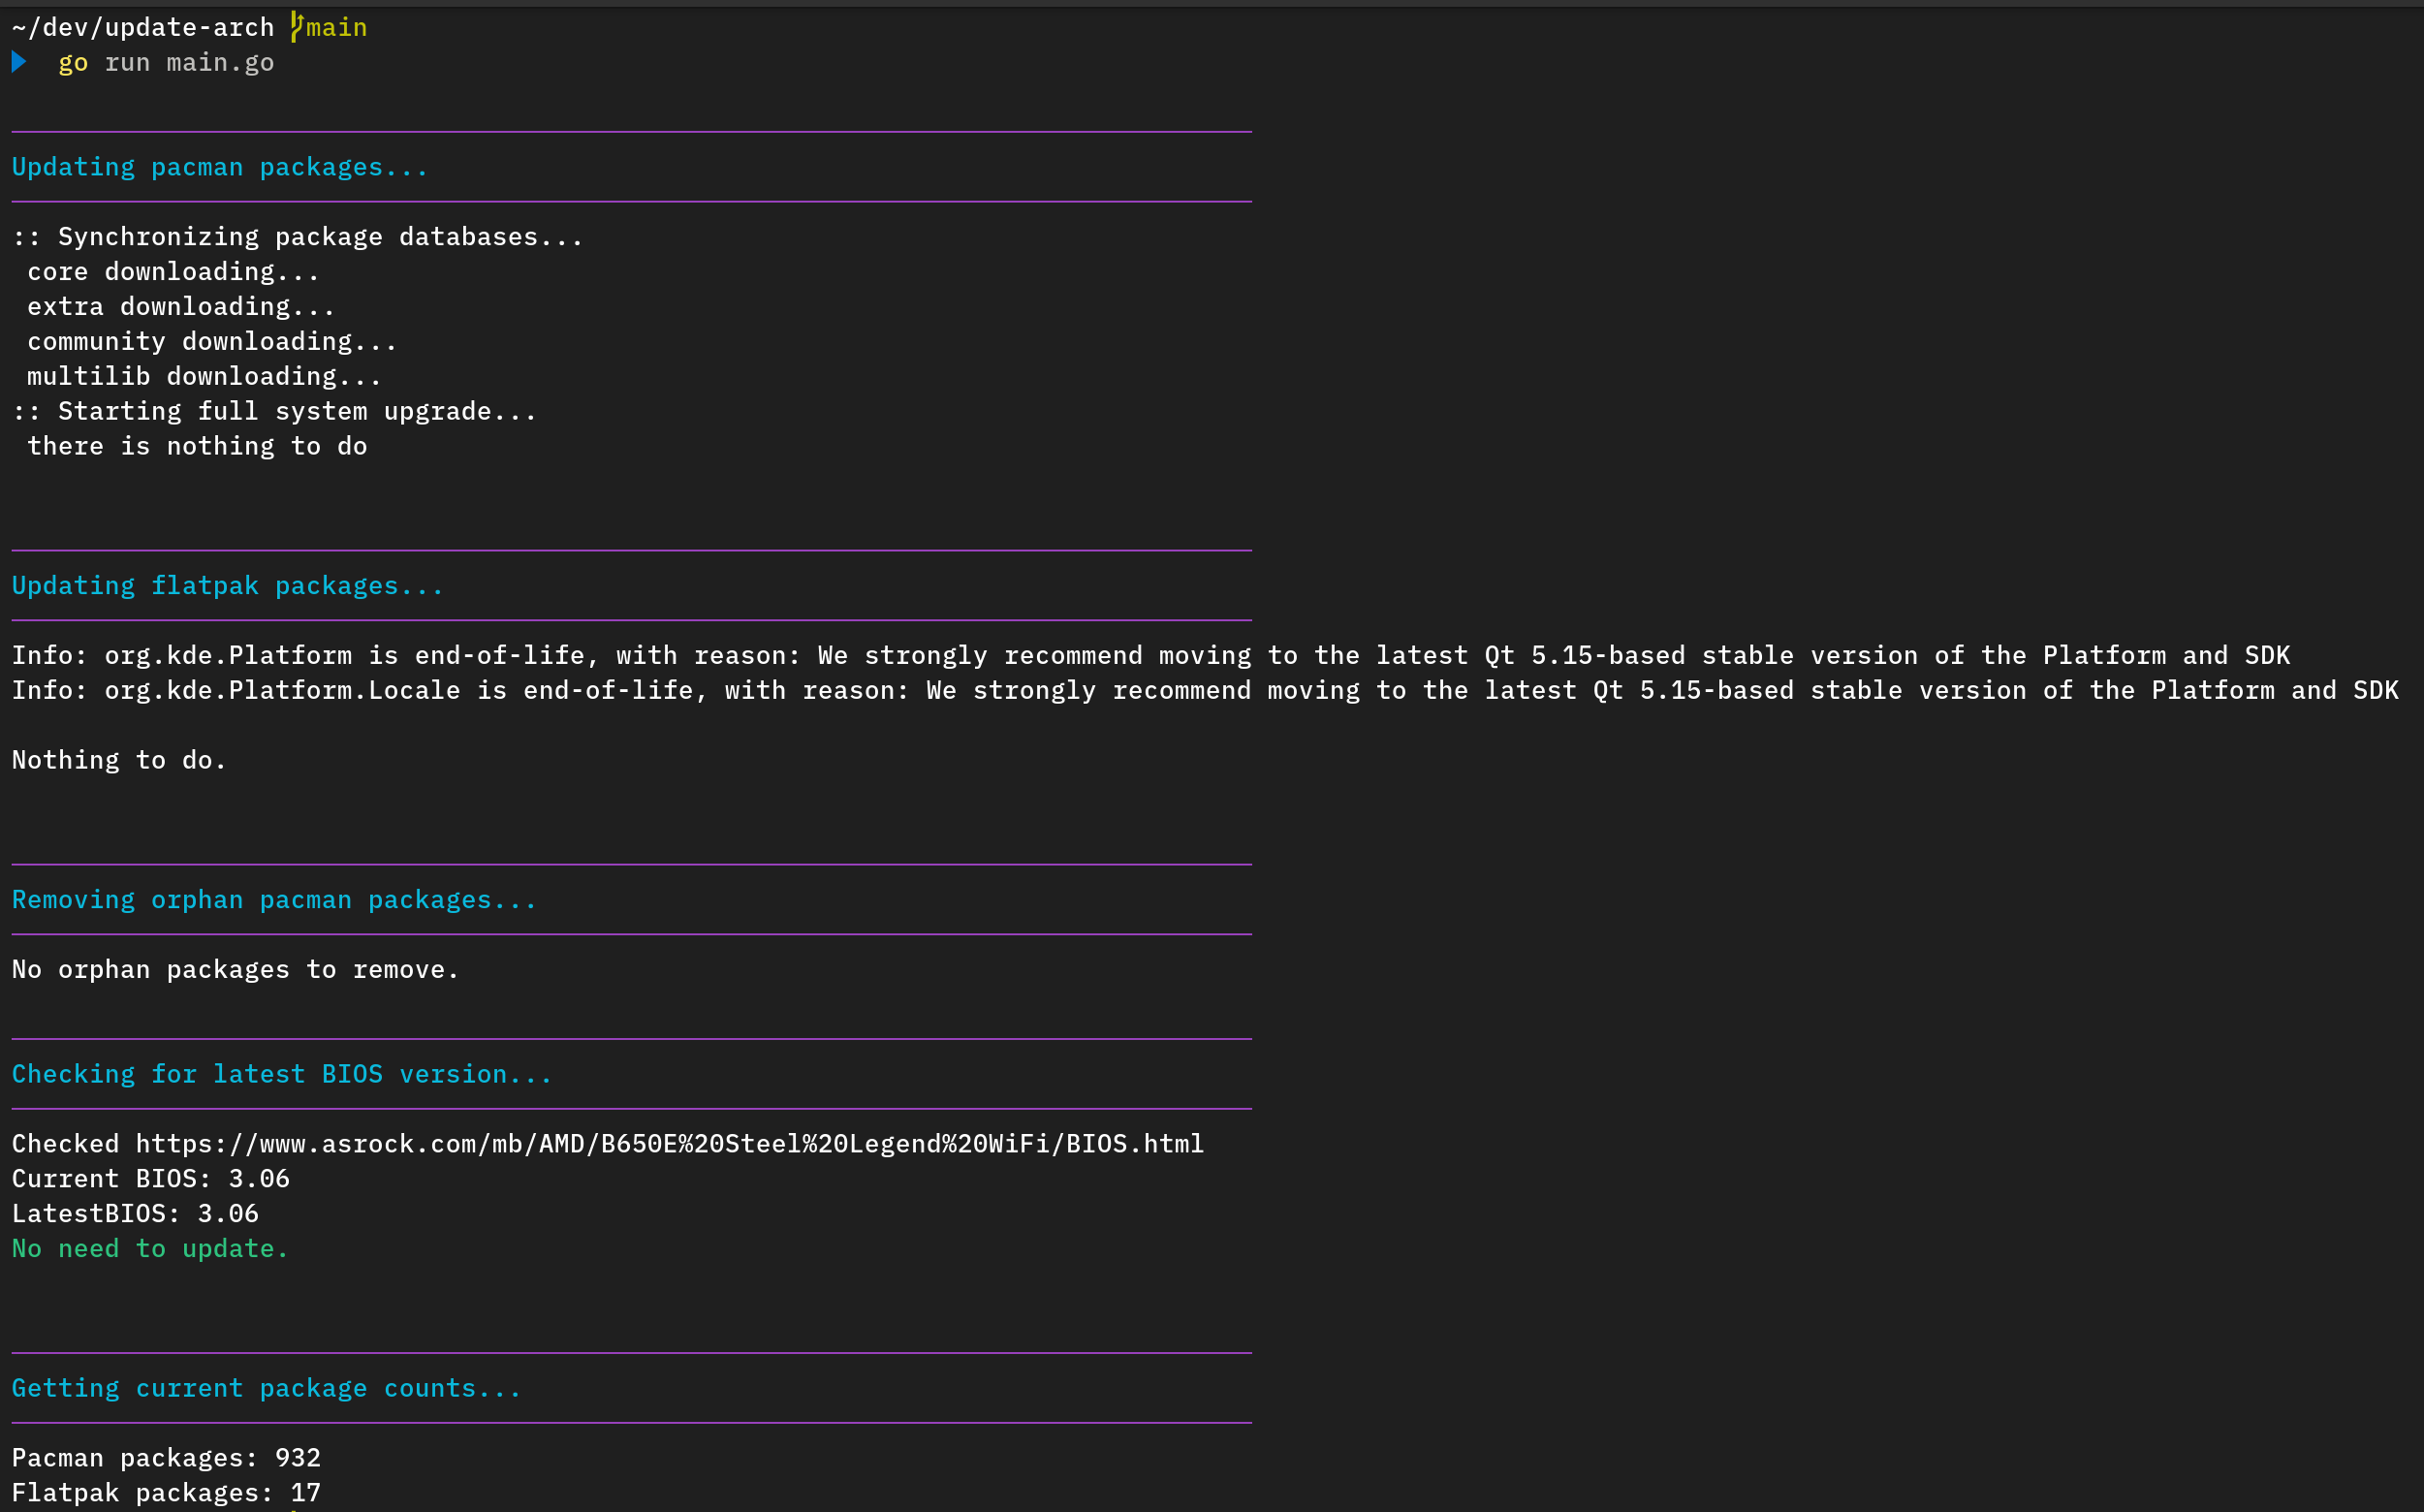 ~/dev/update-arch main
go run main.go
Updating pacman packages...
:: Synchronizing package databases...
core downloading...
extra downloading...
community downloading...
multilib downloading...
:: Starting full system upgrade...
there is nothing to do
Updating flatpak packages...
Info: org.kde.Platform is end-of-life, with reason: We strongly recommend moving to the latest Qt 5.15-based stable version of the Platform and SDK
Info: org.kde.Platform.Locale is end-of-life, with reason: We strongly recommend moving to the latest Qt 5.15-based stable version of the Platform and SDK
Nothing to do.
Removing orphan pacman packages...
No orphan packages to remove.
Checking for latest BIOS version...
Checked https://www.asrock.com/mb/AMD/B650E%20Steel%20Legend%20WiFi/BIOS.html
Current BIOS: 3.06
LatestBIOS: 3.06
No need to update.
Getting current package counts...
Pacman packages: 932
Flatpak packages: 17